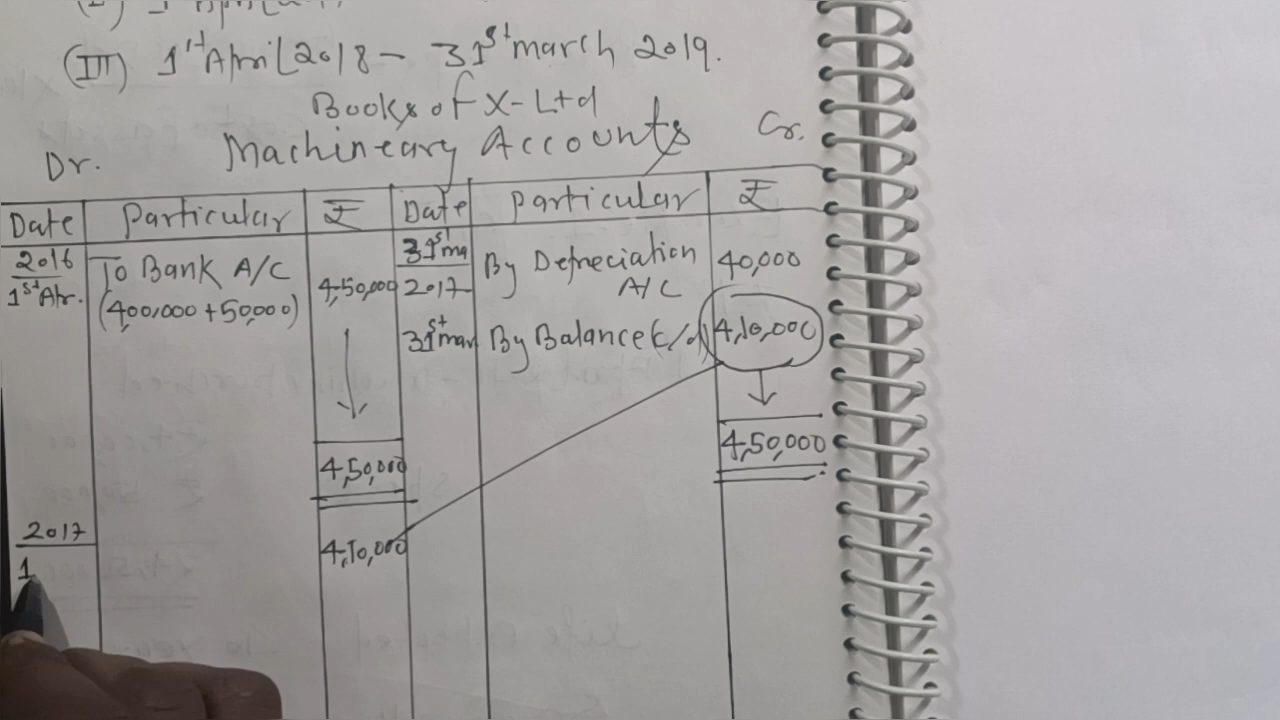 (III) 1st April 2018 - 31st march 2019.
Books of X-Ltd
Dr. Machineary Accounts Cr.
Date Particular ₹ Date Particular ₹
2016 To Bank A/C 4,50,000 31st ma By Depreciation 40,000
1st Apr. (400,000 + 50,000) 2017 A/C
31st mar By Balance c/d 4,10,000
4,50,000 4,50,000
2017 4,10,000
1